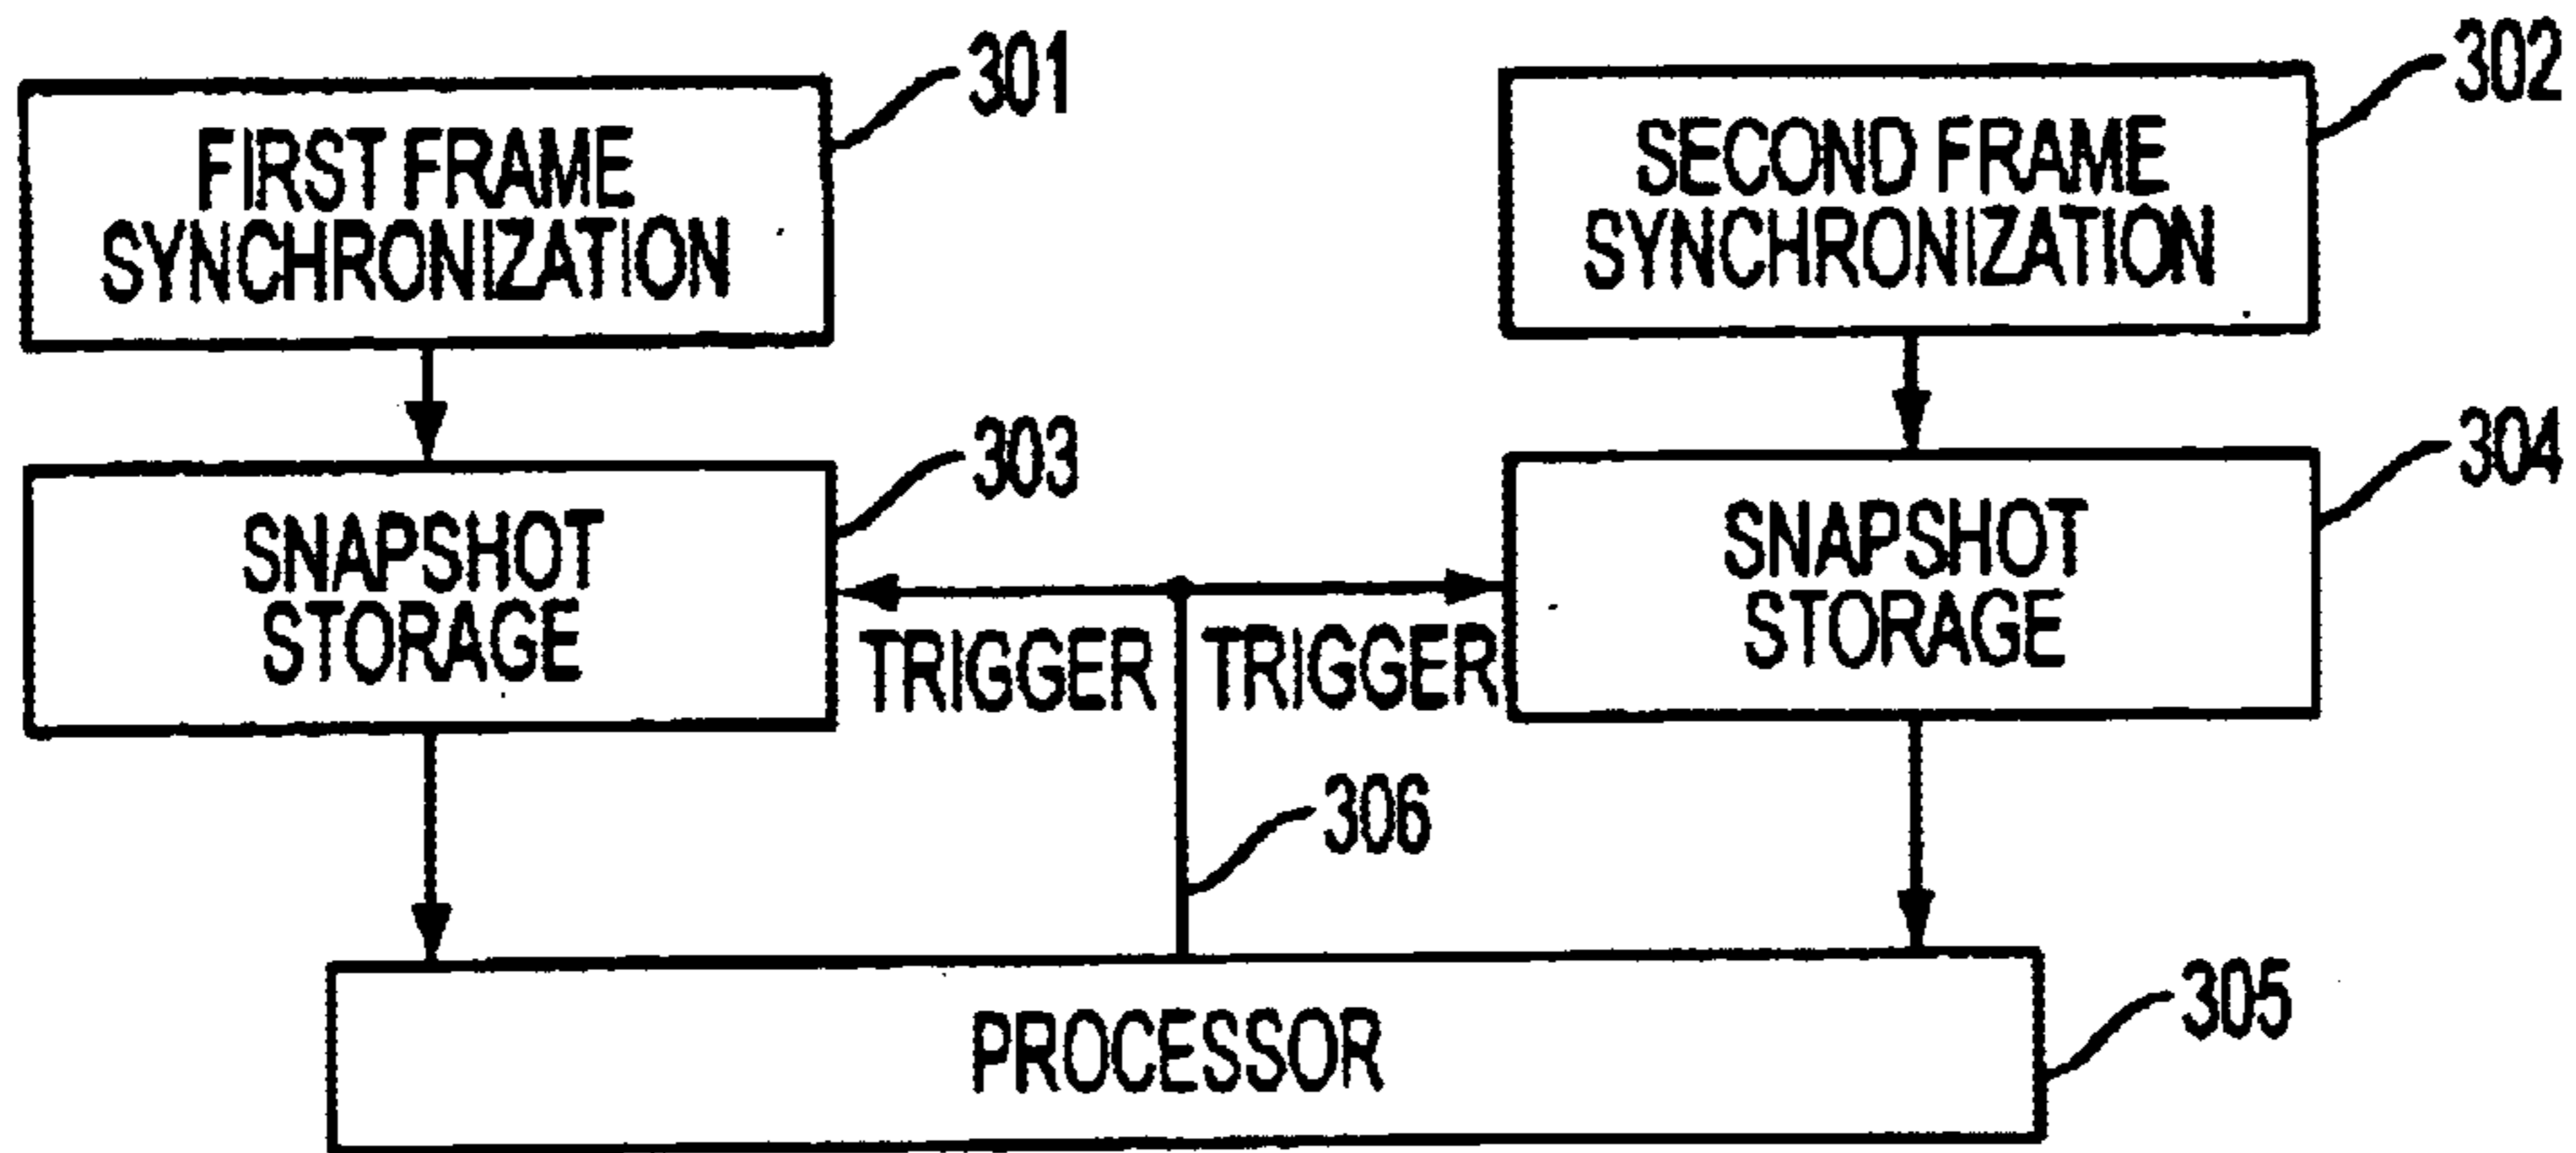 301
302
FIRST FRAME
SYNCHRONIZATION
SECOND FRAME
SYNCHRONIZATION
303
304
SNAPSHOT
STORAGE
SNAPSHOT
STORAGE
TRIGGER
TRIGGER
306
305
PROCESSOR